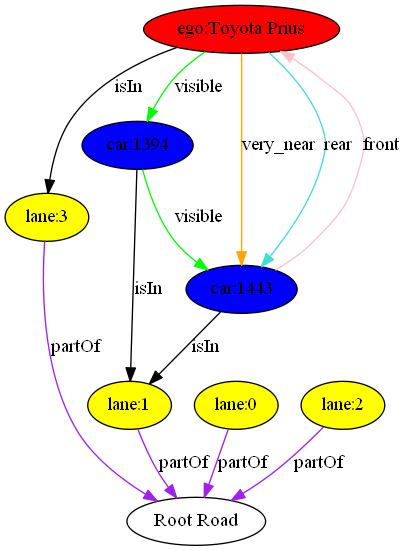 ego:Toyota Prius
isIn
visible
car:1394
very_near
rear
front
lane:3
visible
car:1443
isIn
partOf
isIn
lane:1
lane:0
lane:2
partOf
partOf
partOf
Root Road